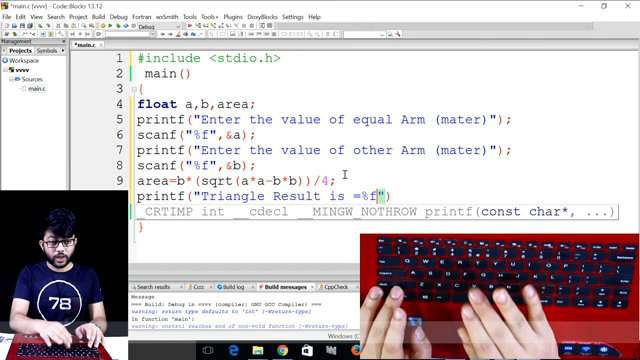 *main.c [vvvv] - Code::Blocks 13.12
File Edit View Search Project Build Debug Fortran wxSmith Tools Tools+ Plugins DoxyBlocks Settings Help
Management
Projects Symbols
Workspace
vvvv
Sources
main.c
*main.c
1 #include <stdio.h>
2 main()
3 {
4 float a,b,area;
5 printf("Enter the value of equal Arm (mater)");
6 scanf("%f",&a);
7 printf("Enter the value of other Arm (mater)");
8 scanf("%f",&b);
9 area=b*(sqrt(a*a-b*b))/4;
10 printf("Triangle Result is =%f")
_CRTIMP int __cdecl __MINGW_NOTHROW printf(const char*, ...)
}
78
Search results Cccc Build log Build messages CppCheck
Message
=== Build: Debug in vvvv (compiler: GNU GCC Compiler) ===
warning: return type defaults to 'int' [-Wreturn-type]
In function 'main':
warning: control reaches end of non-void function [-Wreturn-type]